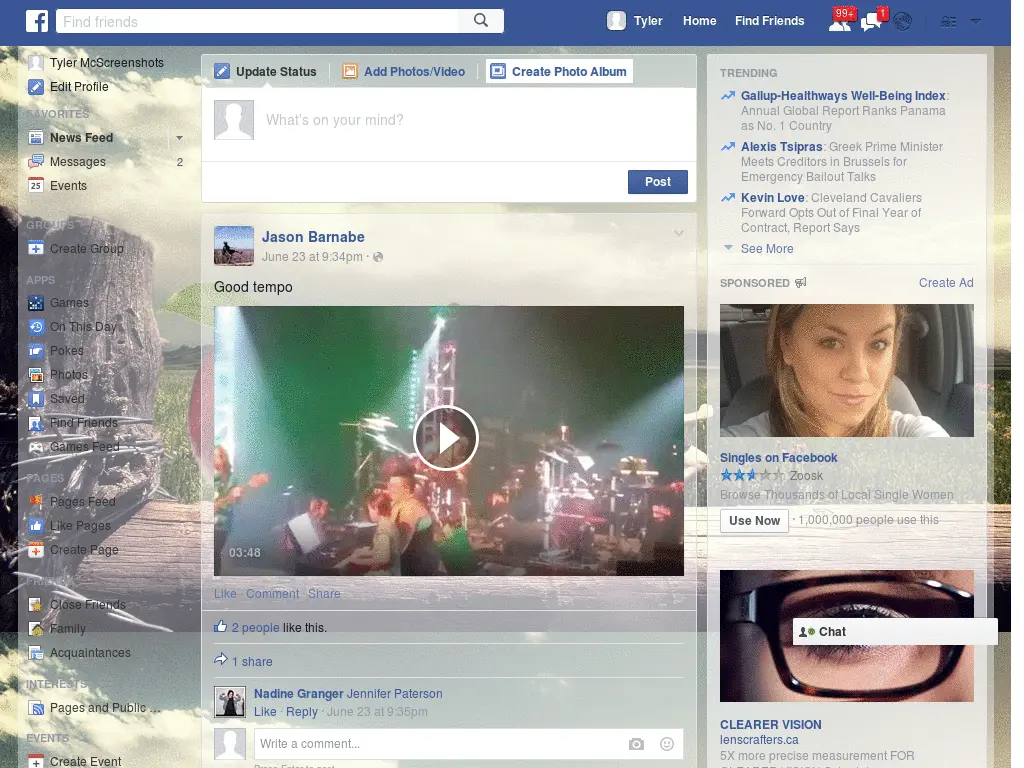 Find friends
Tyler
Home
Find Friends
99+
1
Tyler McScreenshots
Edit Profile
FAVORITES
News Feed
Messages
2
Events
GROUPS
Create Group
APPS
Games
On This Day
Pokes
Photos
Saved
Find Friends
Games Feed
PAGES
Pages Feed
Like Pages
Create Page
FRIENDS
Close Friends
Family
Acquaintances
INTERESTS
Pages and Public ...
EVENTS
Create Event
Update Status
Add Photos/Video
Create Photo Album
What's on your mind?
Post
Jason Barnabe
June 23 at 9:34pm ·
Good tempo
03:48
Like · Comment · Share
2 people like this.
1 share
Nadine Granger Jennifer Paterson
Like · Reply · June 23 at 9:35pm
Write a comment...
Press Enter to post.
TRENDING
Gallup-Healthways Well-Being Index:
Annual Global Report Ranks Panama
as No. 1 Country
Alexis Tsipras: Greek Prime Minister
Meets Creditors in Brussels for
Emergency Bailout Talks
Kevin Love: Cleveland Cavaliers
Forward Opts Out of Final Year of
Contract, Report Says
See More
SPONSORED
Create Ad
Singles on Facebook
Zoosk
Browse Thousands of Local Single Women
Use Now · 1,000,000 people use this
Chat
CLEARER VISION
lenscrafters.ca
5X more precise measurement FOR